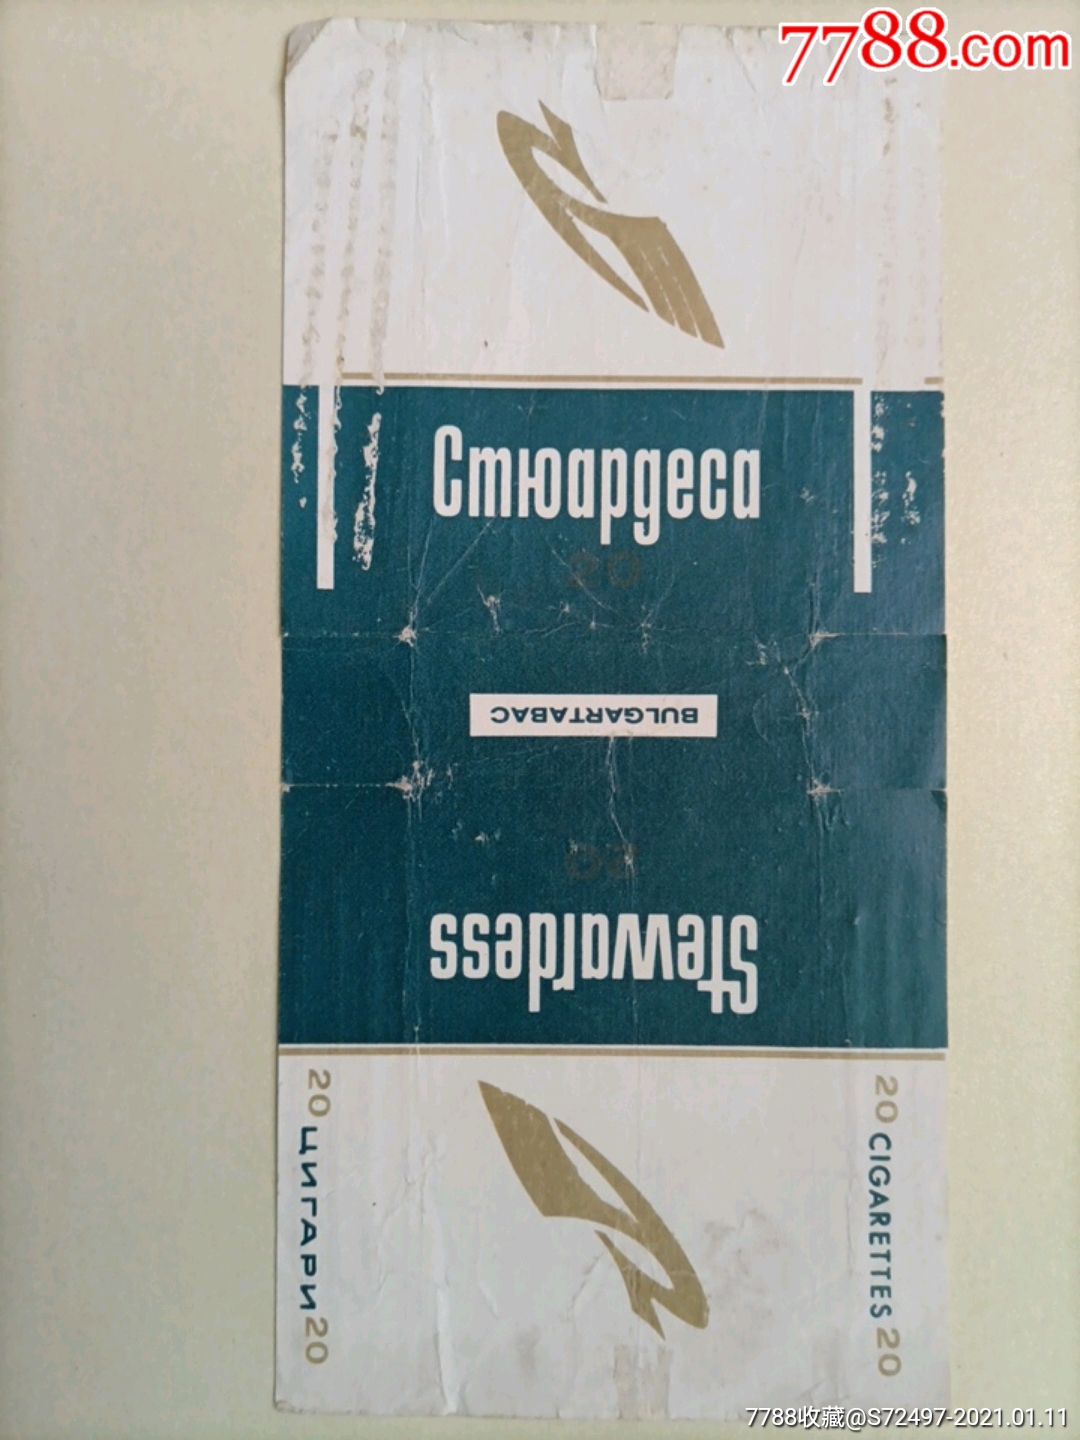 7788.com
Стюардеса
20
BULGARTABAC
20
Stewardess
20 ЦИГАРИ 20
20 CIGARETTES 20
7788收藏@S72497-2021.01.11